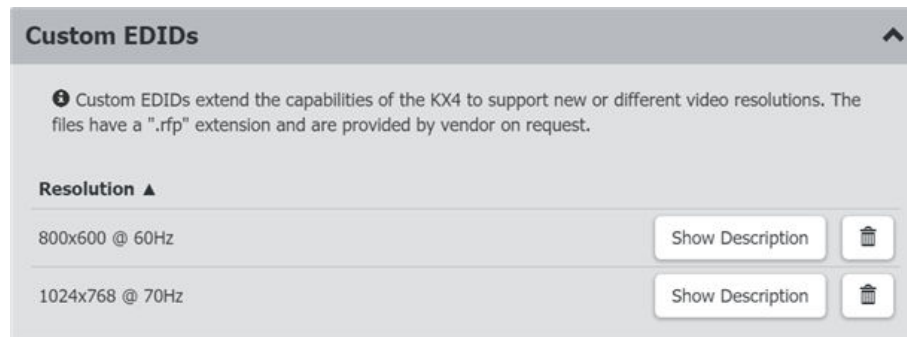 Custom EDIDs
Custom EDIDs extend the capabilities of the KX4 to support new or different video resolutions. The
files have a ".rfp" extension and are provided by vendor on request.
Resolution ▲
800x600 @ 60Hz Show Description
1024x768 @ 70Hz Show Description